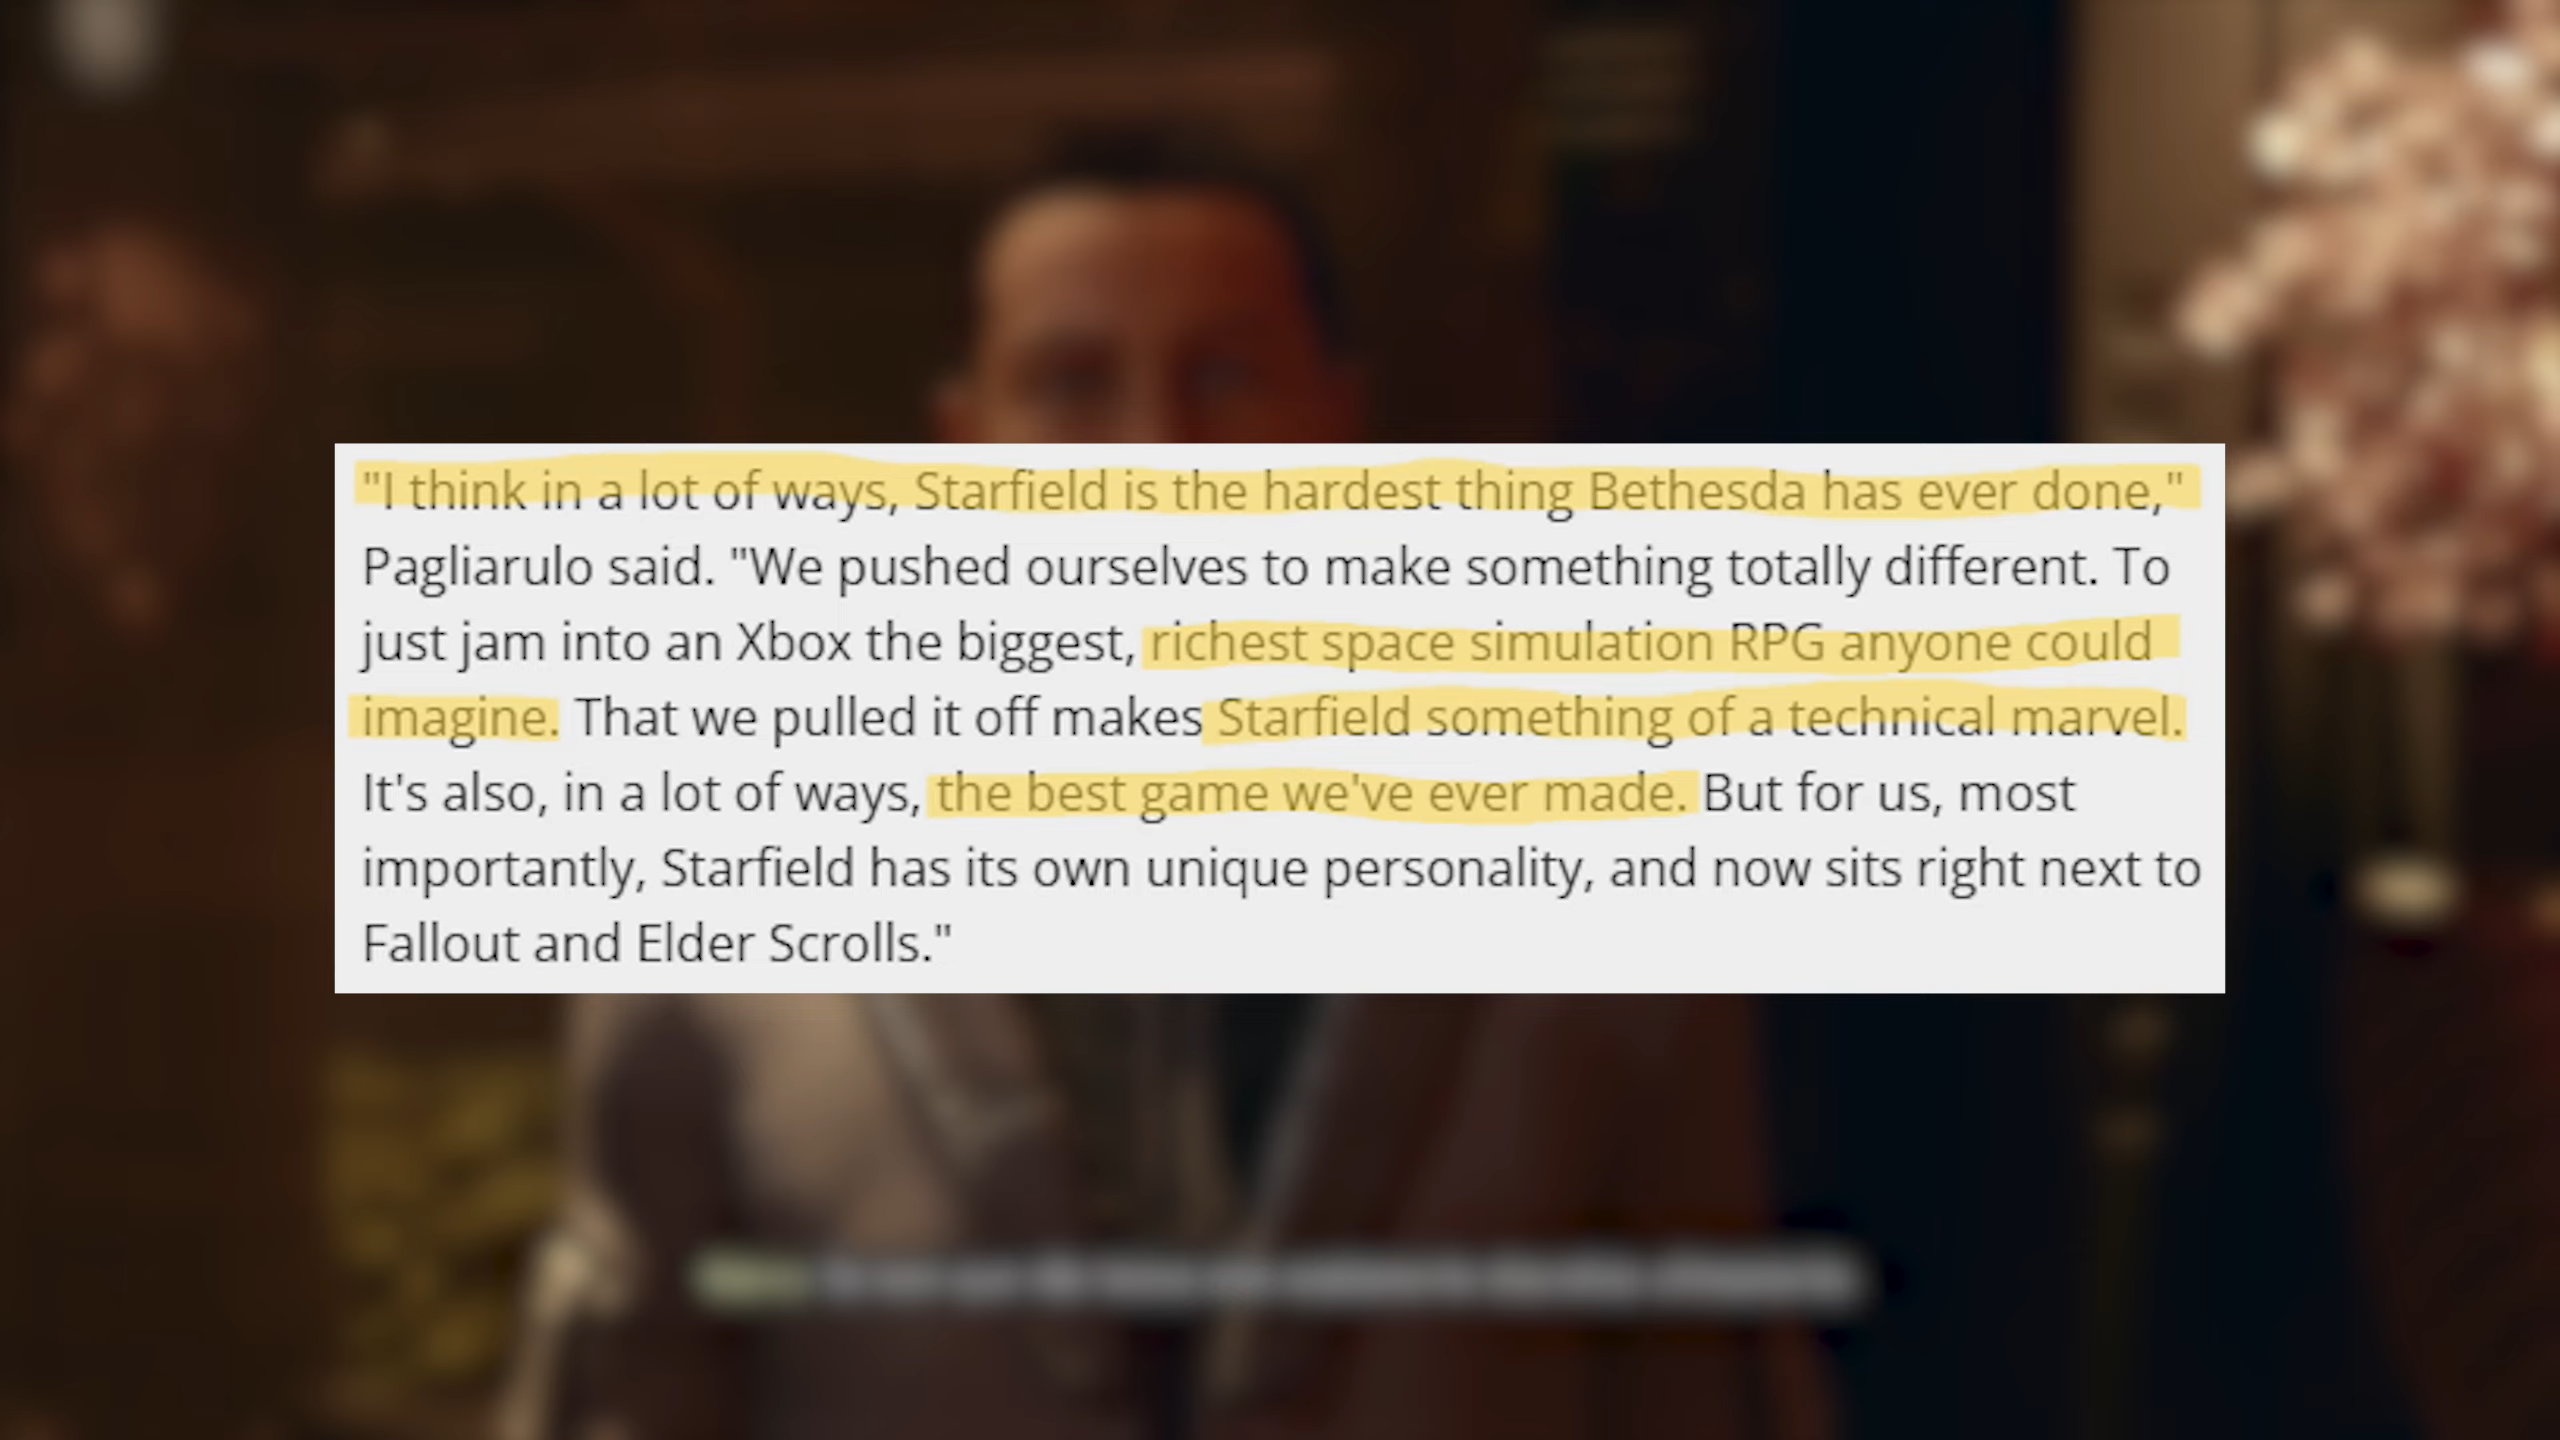 "I think in a lot of ways, Starfield is the hardest thing Bethesda has ever done,"
Pagliarulo said. "We pushed ourselves to make something totally different. To
just jam into an Xbox the biggest, richest space simulation RPG anyone could
imagine. That we pulled it off makes Starfield something of a technical marvel.
It's also, in a lot of ways, the best game we've ever made. But for us, most
importantly, Starfield has its own unique personality, and now sits right next to
Fallout and Elder Scrolls."